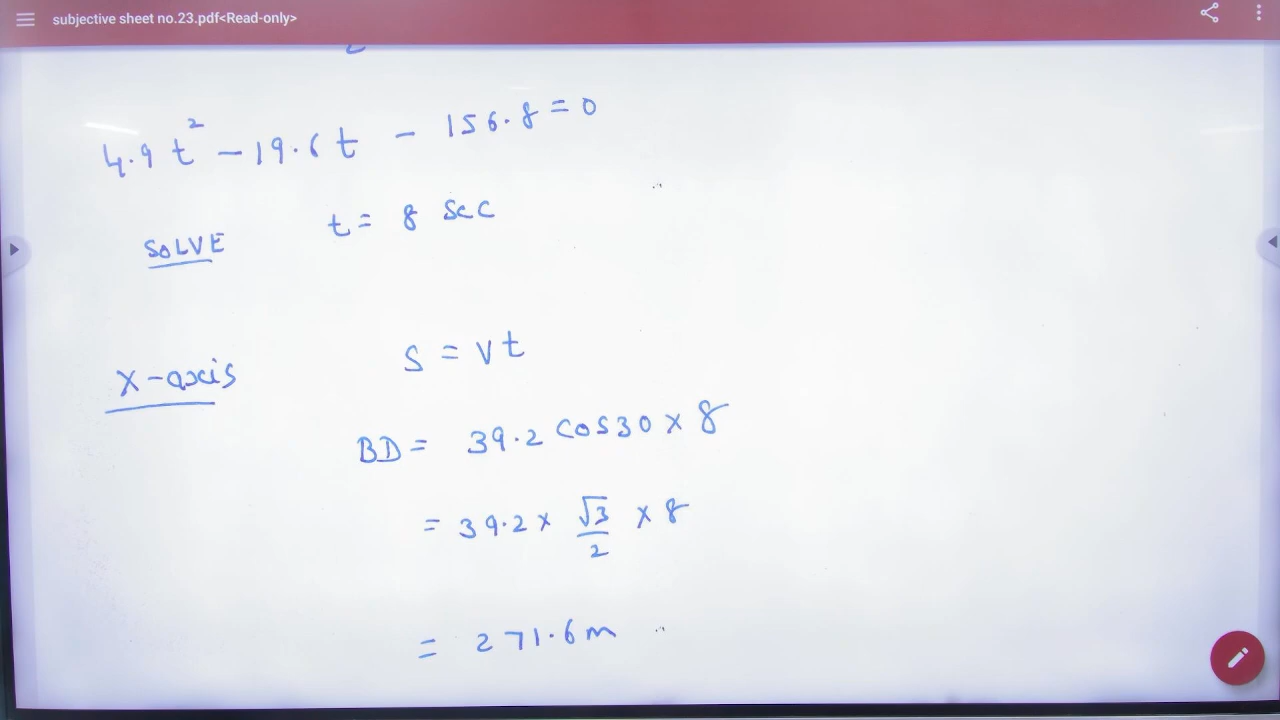 subjective sheet no.23.pdf<Read-only>
4.9 t² - 19.6 t - 156.8 = 0
SOLVE t = 8 sec
X-axis S = vt
BD = 39.2 cos30 x 8
= 39.2 x √3/2 x 8
= 271.6 m